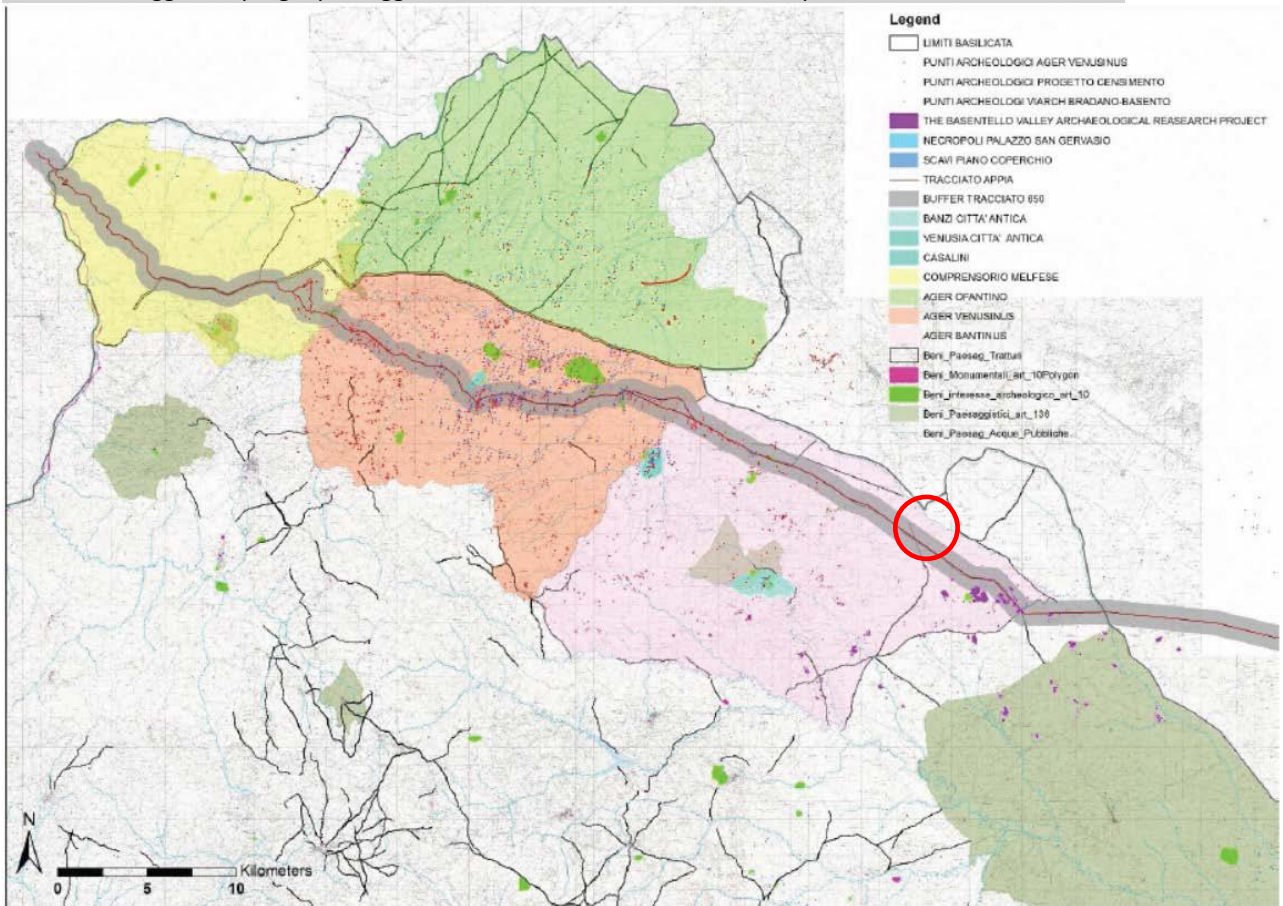 Legend
LIMITI BASILICATA
PUNTI ARCHEOLOGICI AGER VENUSINUS
PUNTI ARCHEOLOGICI PROGETTO CENSIMENTO
PUNTI ARCHEOLOGI VIARCH BRADANO-BASENTO
THE BASENTELLO VALLEY ARCHAEOLOGICAL REASEARCH PROJECT
NECROPOLI PALAZZO SAN GERVASIO
SCAVI PIANO COPERCHIO
TRACCIATO APPIA
BUFFER TRACCIATO 650
BANZI CITTA' ANTICA
VENUSIA CITTA' ANTICA
CASALINI
COMPRENSORIO MELFESE
AGER OFANTINO
AGER VENUSINUS
AGER BANTINUS
Beni_Paesag_Tratturi
Beni_Monumentali_art_10Polygon
Beni_interesse_archeologico_art_10
Beni_Paesaggistici_art_136
Beni_Paesag_Acque_Pubbliche
N
Kilometers
0 5 10